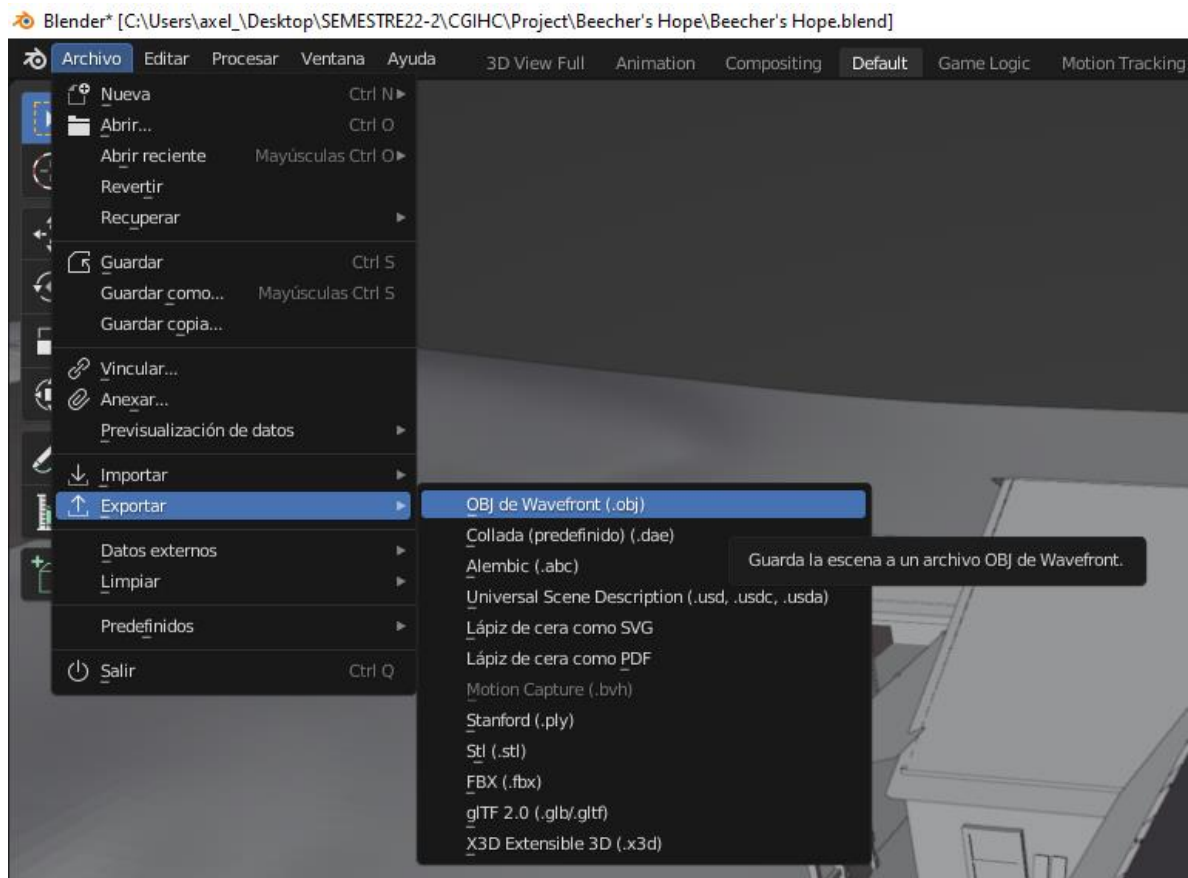 Blender* [C:\Users\axel_\Desktop\SEMESTRE22-2\CGIHC\Project\Beecher's Hope\Beecher's Hope.blend]
Archivo Editar Procesar Ventana Ayuda 3D View Full Animation Compositing Default Game Logic Motion Tracking
Nueva Ctrl N
Abrir... Ctrl O
Abrir reciente Mayúsculas Ctrl O
Revertir
Recuperar
Guardar Ctrl S
Guardar como... Mayúsculas Ctrl S
Guardar copia...
Vincular...
Anexar...
Previsualización de datos
Importar
Exportar
Datos externos
Limpiar
Predefinidos
Salir Ctrl Q
OBJ de Wavefront (.obj)
Collada (predefinido) (.dae)
Alembic (.abc)
Universal Scene Description (.usd, .usdc, .usda)
Lápiz de cera como SVG
Lápiz de cera como PDF
Motion Capture (.bvh)
Stanford (.ply)
Stl (.stl)
FBX (.fbx)
glTF 2.0 (.glb/.gltf)
X3D Extensible 3D (.x3d)
Guarda la escena a un archivo OBJ de Wavefront.